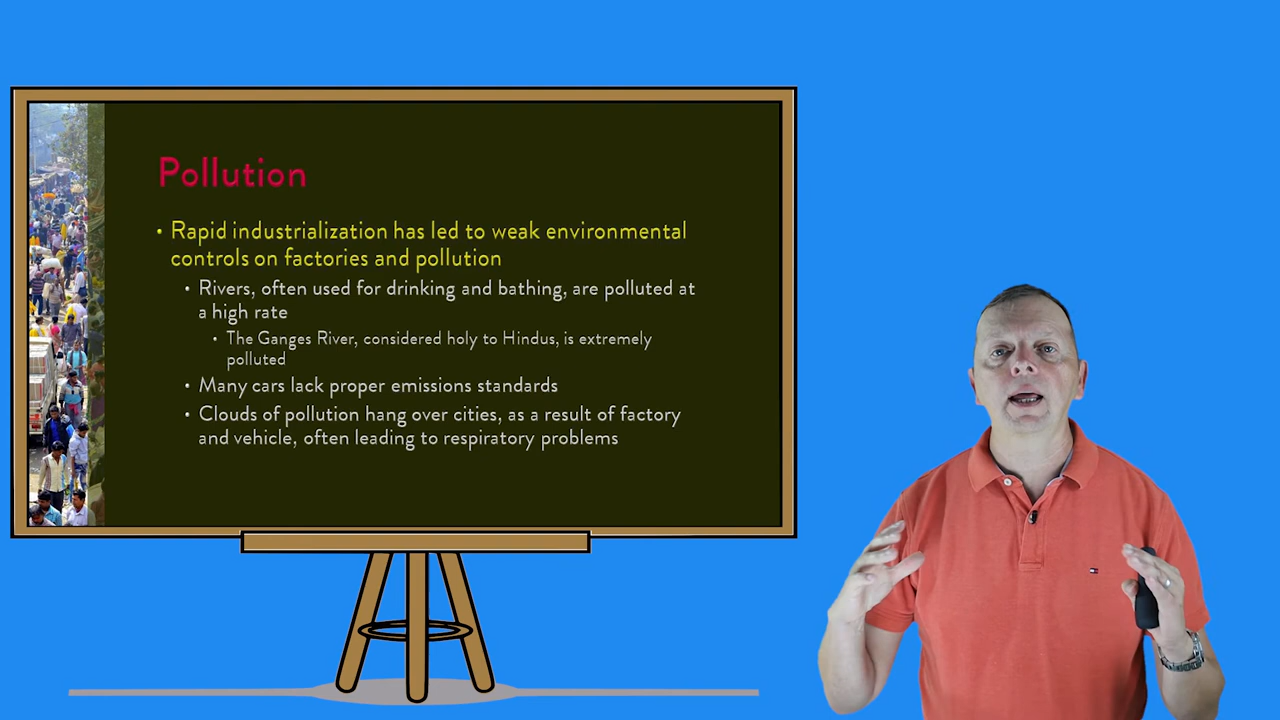 Pollution
• Rapid industrialization has led to weak environmental
controls on factories and pollution
• Rivers, often used for drinking and bathing, are polluted at
a high rate
• The Ganges River, considered holy to Hindus, is extremely
polluted
• Many cars lack proper emissions standards
• Clouds of pollution hang over cities, as a result of factory
and vehicle, often leading to respiratory problems